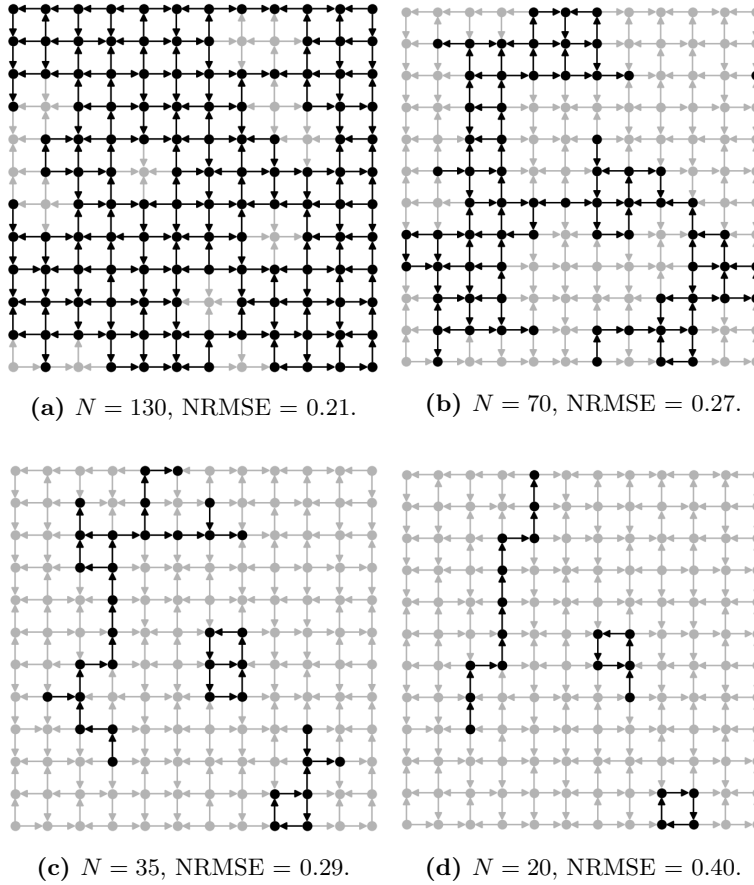 (a) N = 130, NRMSE = 0.21.
(b) N = 70, NRMSE = 0.27.
(c) N = 35, NRMSE = 0.29.
(d) N = 20, NRMSE = 0.40.